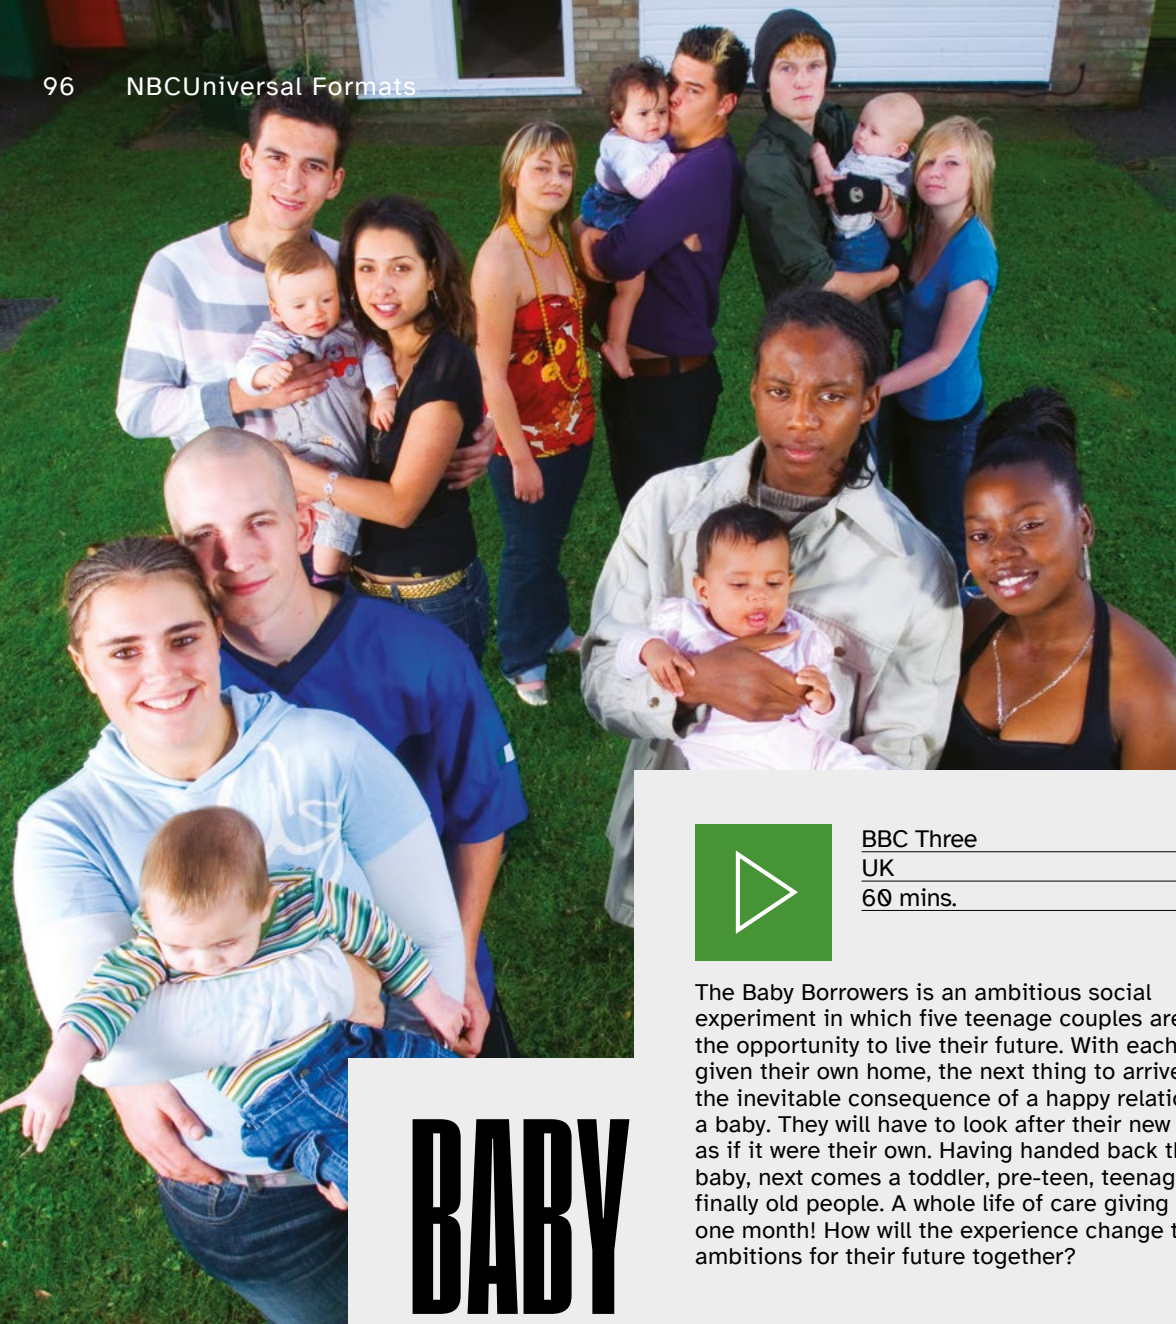 96 NBCUniversal Formats
BBC Three
UK
60 mins.
The Baby Borrowers is an ambitious social
experiment in which five teenage couples are
the opportunity to live their future. With each
given their own home, the next thing to arrive
the inevitable consequence of a happy relatio
a baby. They will have to look after their new
as if it were their own. Having handed back th
baby, next comes a toddler, pre-teen, teenag
finally old people. A whole life of care giving
one month! How will the experience change t
ambitions for their future together?
BABY